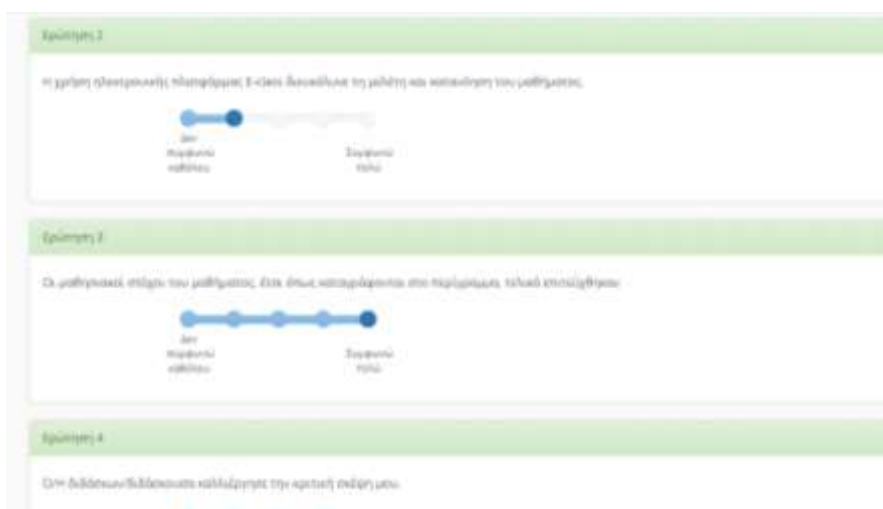 Ερώτηση 2
Η χρήση ηλεκτρονικής πλατφόρμας E-class διευκόλυνε τη μελέτη και κατανόηση του μαθήματος.
Δεν
συμφωνώ
καθόλου
Συμφωνώ
πολύ
Ερώτηση 3
Οι μαθησιακοί στόχοι του μαθήματος, έτσι όπως καταγράφονται στο περίγραμμα, τελικά επιτεύχθηκαν
Δεν
συμφωνώ
καθόλου
Συμφωνώ
πολύ
Ερώτηση 4
Ο/Η διδάσκων/διδάσκουσα καλλιέργησε την κριτική σκέψη μου.